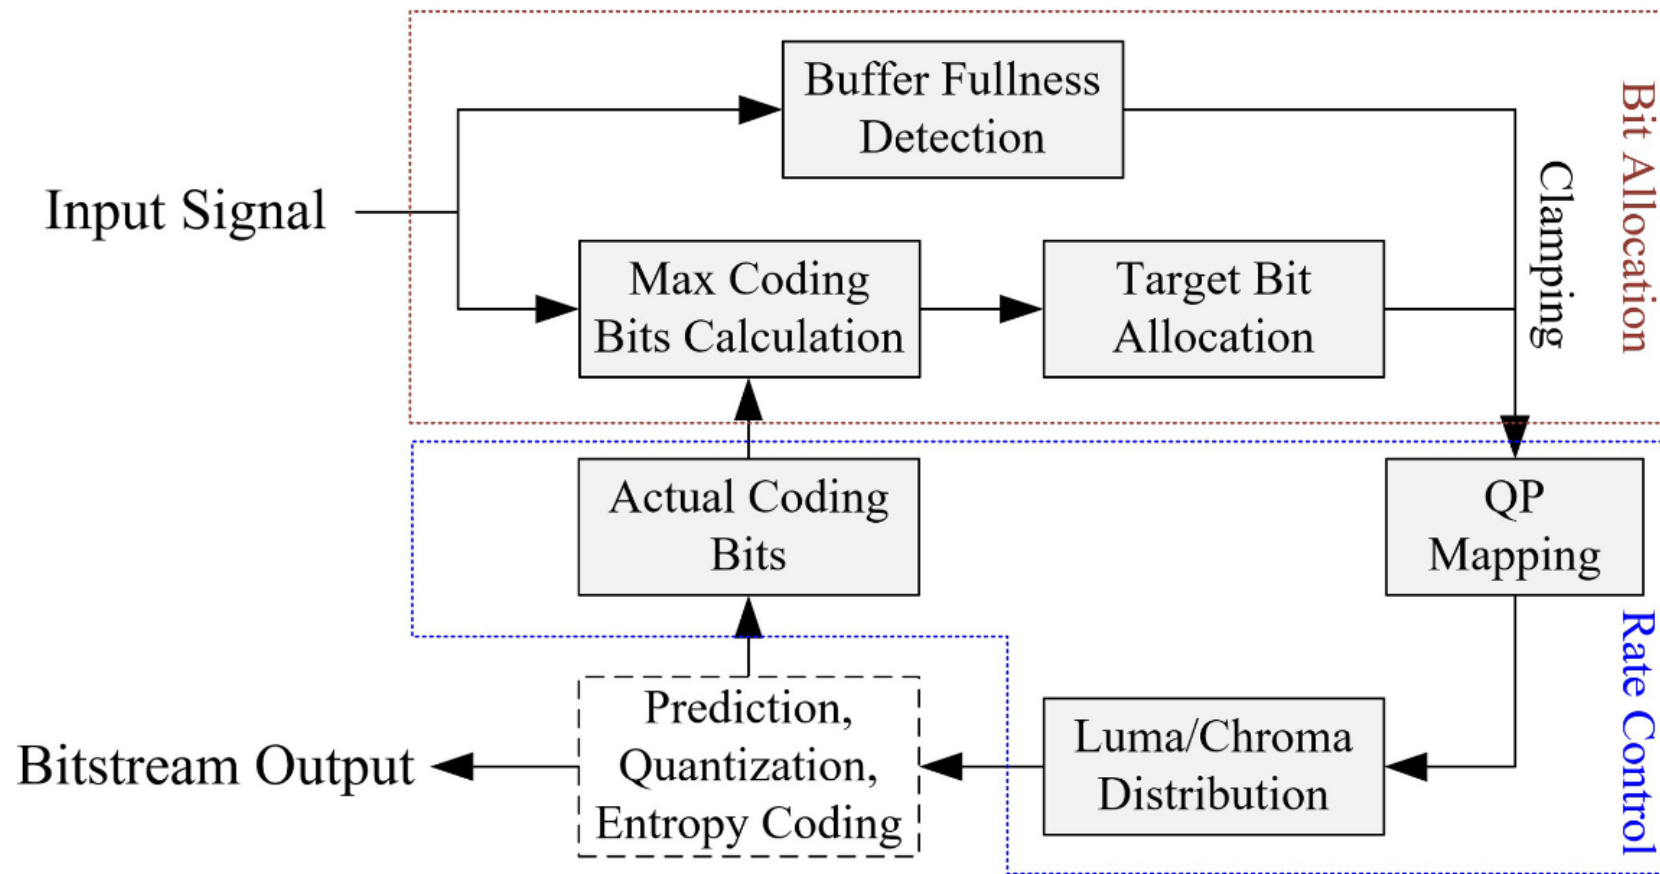 Buffer Fullness
Detection
Bit Allocation
Clamping
Input Signal
Max Coding
Bits Calculation
Target Bit
Allocation
Actual Coding
Bits
QP
Mapping
Rate Control
Prediction,
Quantization,
Entropy Coding
Luma/Chroma
Distribution
Bitstream Output